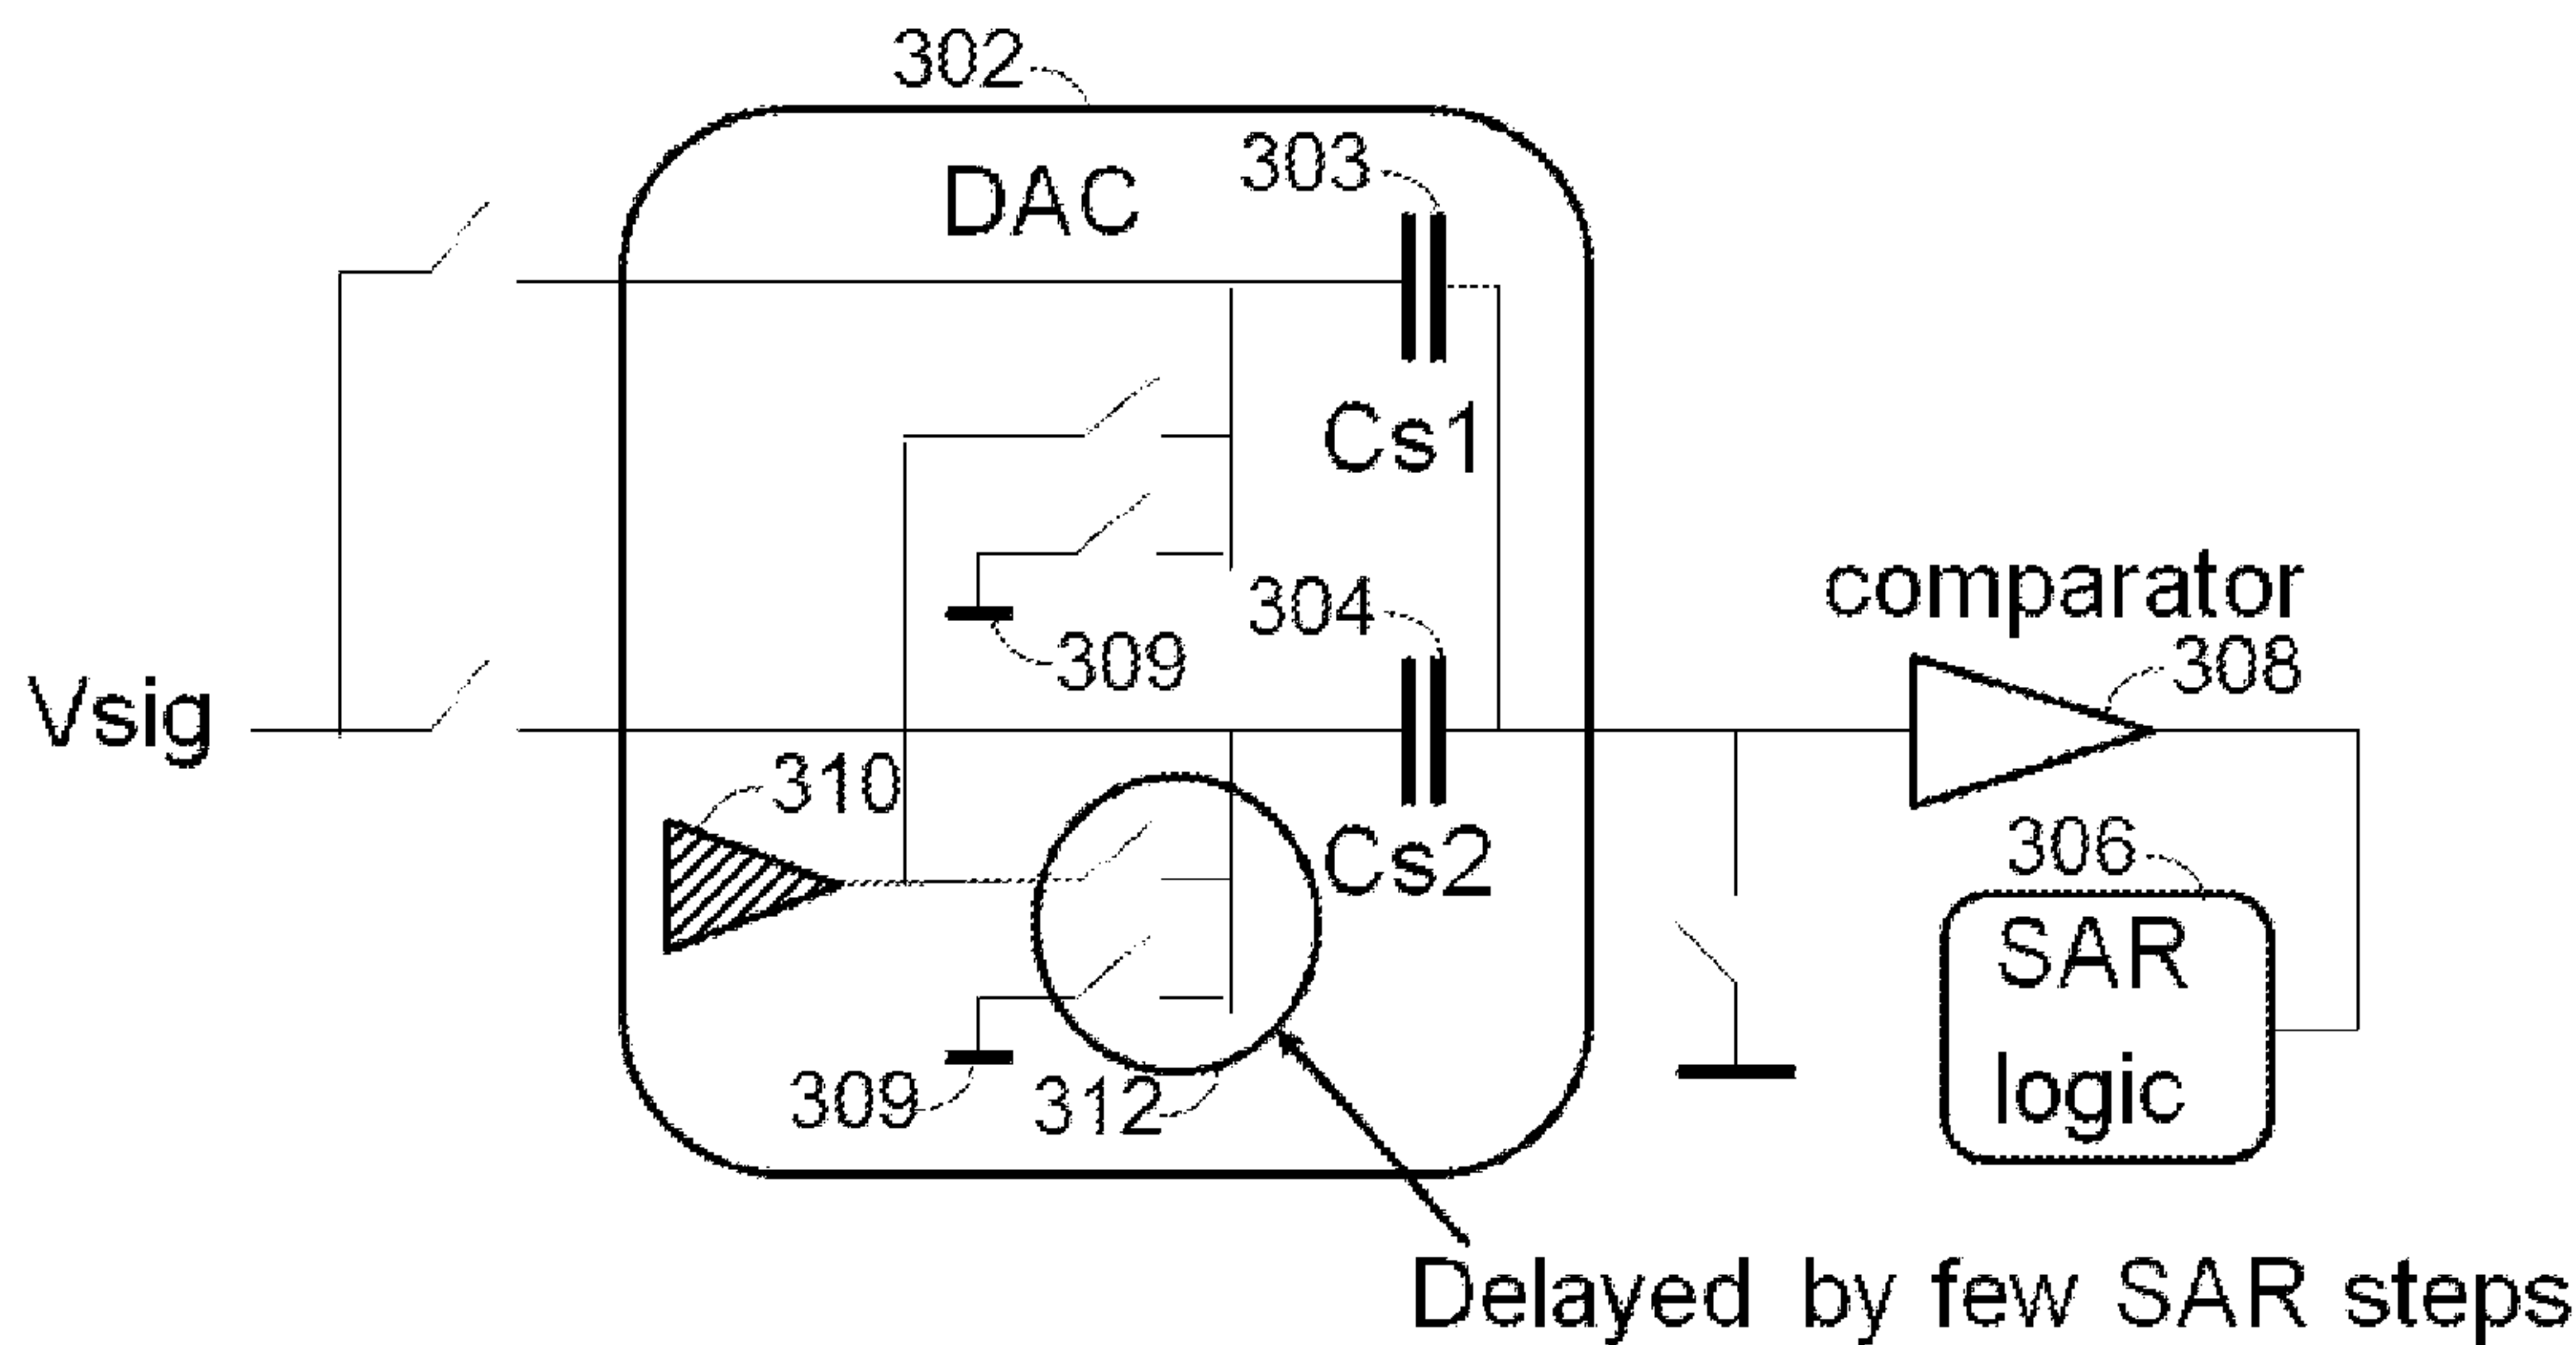 302
DAC
303
Cs1
309
304
comparator
308
Vsig
310
Cs2
306
SAR
logic
309
312
Delayed by few SAR steps